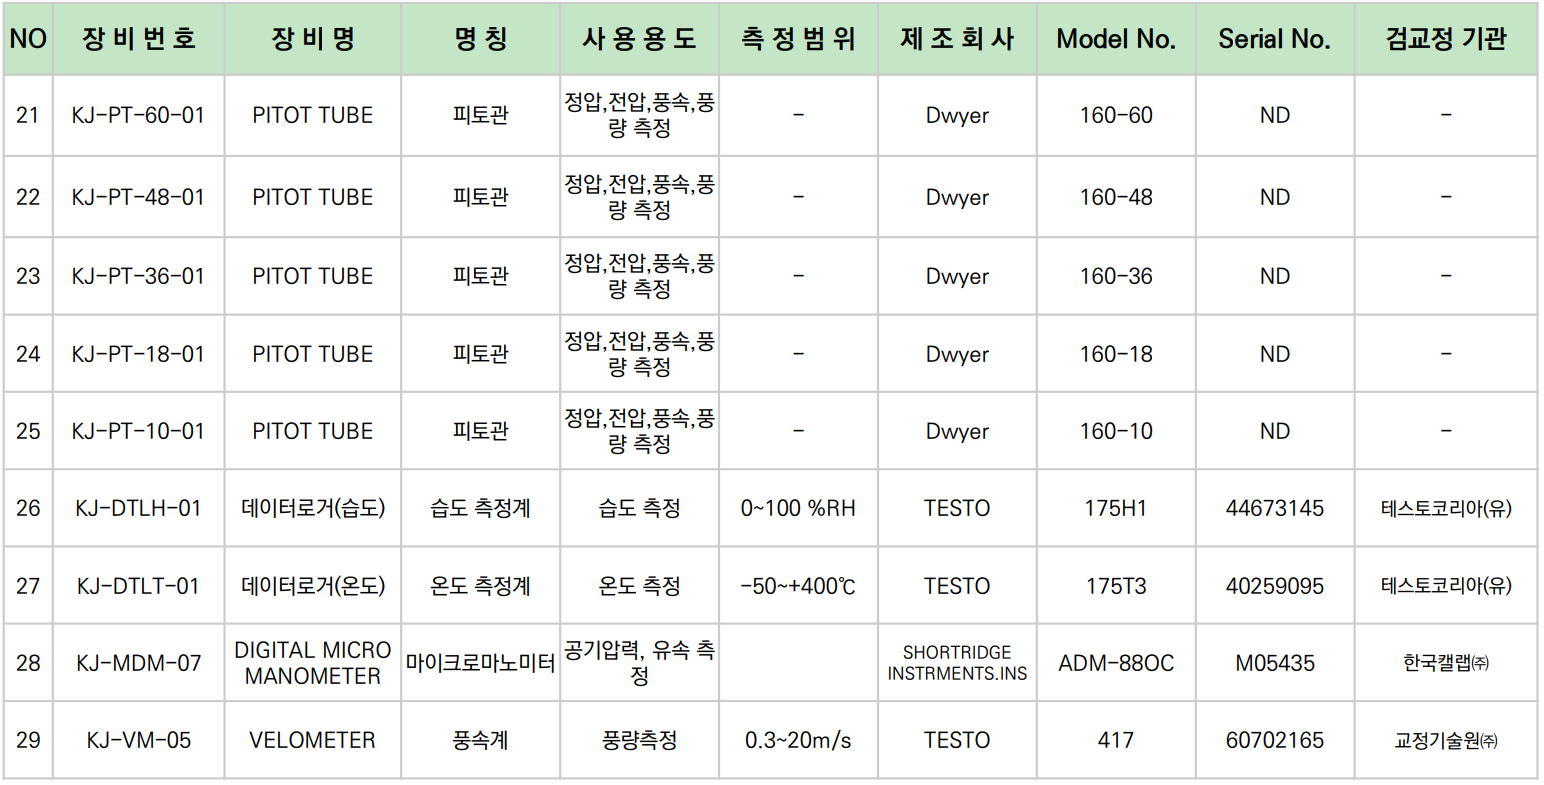 NO 장 비 번 호 장 비 명 명 칭 사 용 용 도 측 정 범 위 제 조 회 사 Model No. Serial No. 검교정 기관
21 KJ-PT-60-01 PITOT TUBE 피토관 정압,전압,풍속,풍
량 측정 - Dwyer 160-60 ND -
22 KJ-PT-48-01 PITOT TUBE 피토관 정압,전압,풍속,풍
량 측정 - Dwyer 160-48 ND -
23 KJ-PT-36-01 PITOT TUBE 피토관 정압,전압,풍속,풍
량 측정 - Dwyer 160-36 ND -
24 KJ-PT-18-01 PITOT TUBE 피토관 정압,전압,풍속,풍
량 측정 - Dwyer 160-18 ND -
25 KJ-PT-10-01 PITOT TUBE 피토관 정압,전압,풍속,풍
량 측정 - Dwyer 160-10 ND -
26 KJ-DTLH-01 데이터로거(습도) 습도 측정계 습도 측정 0~100 %RH TESTO 175H1 44673145 테스토코리아(유)
27 KJ-DTLT-01 데이터로거(온도) 온도 측정계 온도 측정 -50~+400℃ TESTO 175T3 40259095 테스토코리아(유)
28 KJ-MDM-07 DIGITAL MICRO
MANOMETER 마이크로마노미터 공기압력, 유속 측
정 SHORTRIDGE
INSTRMENTS.INS ADM-88OC M05435 한국캘랩㈜
29 KJ-VM-05 VELOMETER 풍속계 풍량측정 0.3~20m/s TESTO 417 60702165 교정기술원㈜